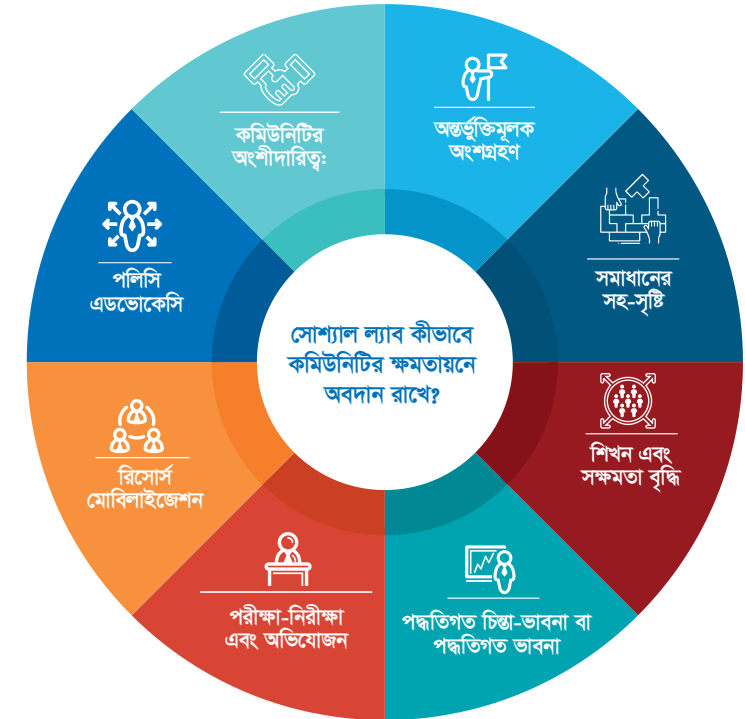 সোশ্যাল ল্যাব কীভাবে
কমিউনিটির ক্ষমতায়নে
অবদান রাখে?
অন্তর্ভুক্তিমূলক
অংশগ্রহণ
সমাধানের
সহ-সৃষ্টি
শিখন এবং
সক্ষমতা বৃদ্ধি
পদ্ধতিগত চিন্তা-ভাবনা বা
পদ্ধতিগত ভাবনা
পরীক্ষা-নিরীক্ষা
এবং অভিযোজন
রিসোর্স
মোবিলাইজেশন
পলিসি
এডভোকেসি
কমিউনিটির
অংশীদারিত্ব: